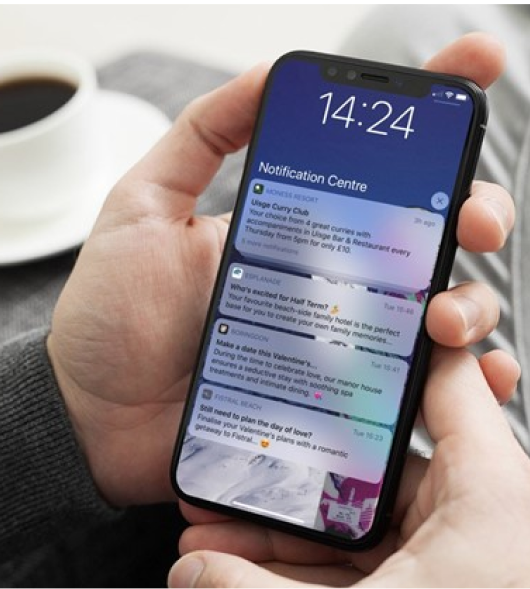 14:24
Notification Centre
MONESS RESORT
3h ago
Uisge Curry Club
Your choice from 4 great curries with
accompaniments in Uisge Bar & Restaurant every
Thursday from 5pm for only £10.
5 more notifications
ESPLANADE
Tue 10:46
Who's excited for Half Term?
Your favourite beach-side family hotel is the perfect
base for you to create your own family memories...
BOVINGDON
Tue 10:41
Make a date this Valentine's...
During the time to celebrate love, our manor house
ensures a seductive stay with soothing spa
treatments and intimate dining.
FISTRAL BEACH
Tue 10:23
Still need to plan the day of love?
Finalise your Valentine's plans with a romantic
getaway to Fistral...